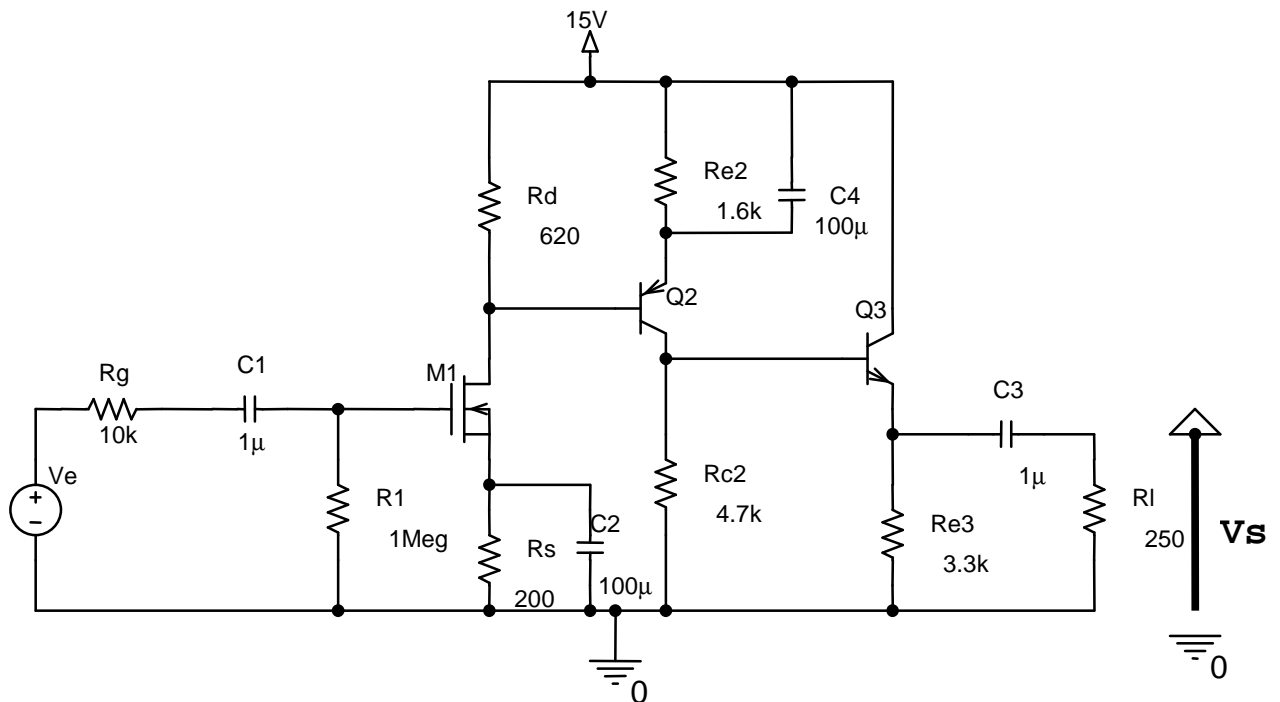 15V
Rd
620
Re2
1.6k
C4
100µ
Q2
Q3
M1
Rg
10k
C1
1µ
Ve
R1
1Meg
Rs
200
C2
100µ
Rc2
4.7k
Re3
3.3k
C3
1µ
Rl
250
Vs
0
0